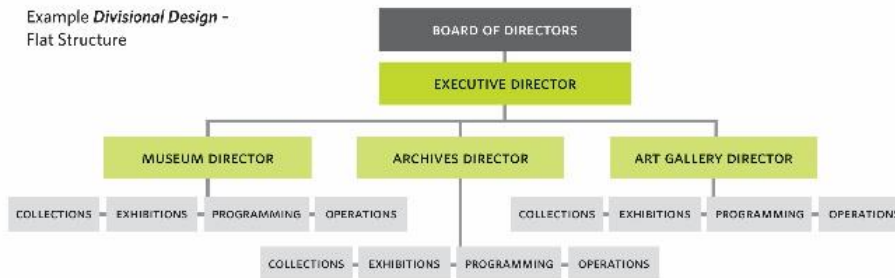 Example Divisional Design –
Flat Structure
BOARD OF DIRECTORS
EXECUTIVE DIRECTOR
MUSEUM DIRECTOR
ARCHIVES DIRECTOR
ART GALLERY DIRECTOR
COLLECTIONS EXHIBITIONS PROGRAMMING OPERATIONS
COLLECTIONS EXHIBITIONS PROGRAMMING OPERATIONS
COLLECTIONS EXHIBITIONS PROGRAMMING OPERATIONS